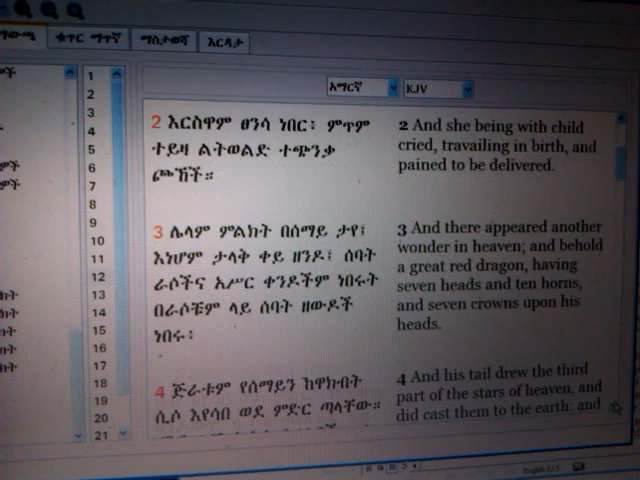 ማውጫ
ቁጥር ማጥኛ
ማስታወሻ
እርዳታ
አማርኛ
KJV
1
2
3
4
5
6
7
8
9
10
11
12
13
14
15
16
17
18
19
20
21
2 እርስዋም ፀንሳ ነበር፤ ምጥም
ተይዛ ልትወልድ ተጭንቃ
ጮኸች።
3 ሌላም ምልክት በሰማይ ታየ፤
እነሆም ታላቅ ቀይ ዘንዶ፤ ሰባት
ራሶችና አሥር ቀንዶችም ነበሩት
በራሶቹም ላይ ሰባት ዘውዶች
ነበሩ፤
4 ጅራቱም የሰማይን ከዋክብት
ሲሶ እየሳበ ወደ ምድር ጣላቸው።
2 And she being with child
cried, travailing in birth, and
pained to be delivered.
3 And there appeared another
wonder in heaven; and behold
a great red dragon, having
seven heads and ten horns,
and seven crowns upon his
heads.
4 And his tail drew the third
part of the stars of heaven, and
did cast them to the earth: and